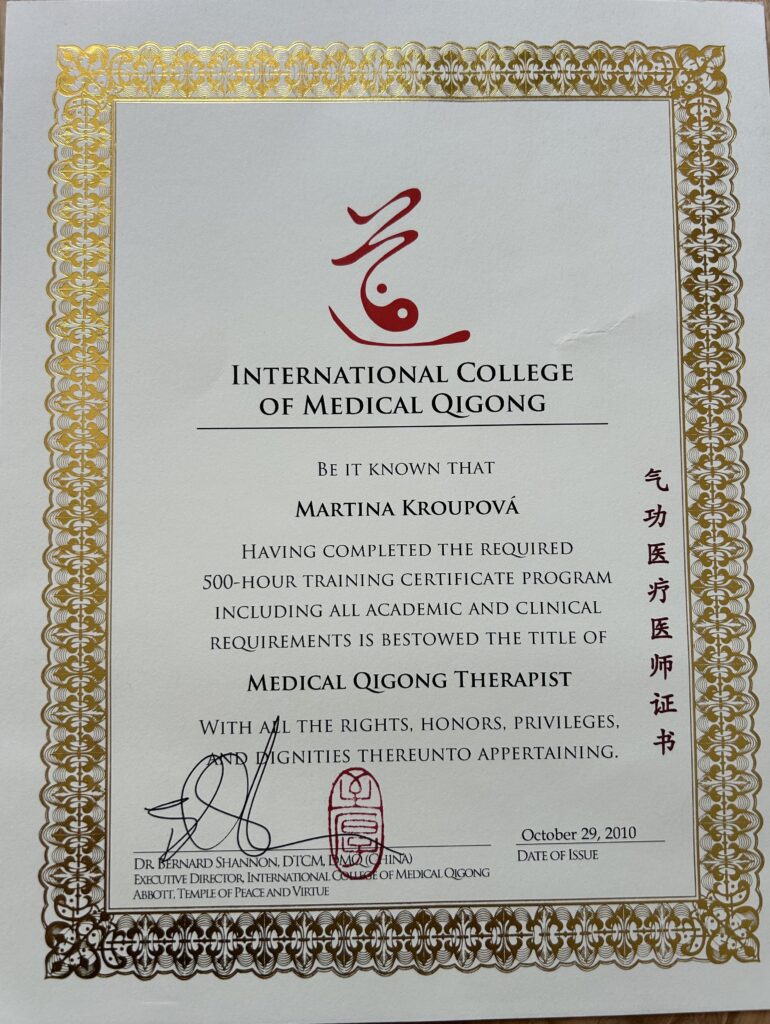 INTERNATIONAL COLLEGE
OF MEDICAL QIGONG
BE IT KNOWN THAT
MARTINA KROUPOVÁ
HAVING COMPLETED THE REQUIRED
500-HOUR TRAINING CERTIFICATE PROGRAM
INCLUDING ALL ACADEMIC AND CLINICAL
REQUIREMENTS IS BESTOWED THE TITLE OF
MEDICAL QIGONG THERAPIST
WITH ALL THE RIGHTS, HONORS, PRIVILEGES,
AND DIGNITIES THEREUNTO APPERTAINING.
气功医疗医师证书
October 29, 2010
DATE OF ISSUE
DR. BERNARD SHANNON, DTCM, DMQ (CHINA)
EXECUTIVE DIRECTOR, INTERNATIONAL COLLEGE OF MEDICAL QIGONG
ABBOTT, TEMPLE OF PEACE AND VIRTUE